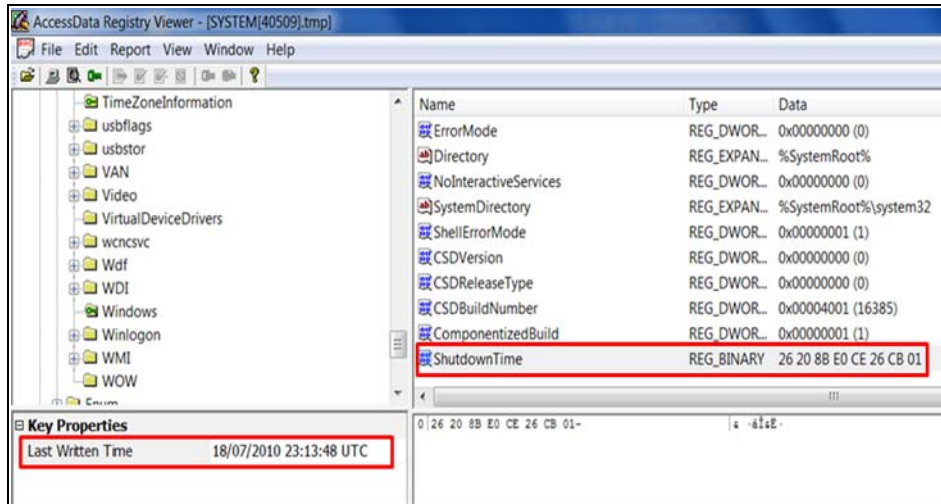 AccessData Registry Viewer - [SYSTEM[40509].tmp]
File Edit Report View Window Help
TimeZoneInformation
usbflags
usbstor
VAN
Video
VirtualDeviceDrivers
wcncsvc
Wdf
WDI
Windows
Winlogon
WMI
WOW
Enum
Name Type Data
ErrorMode REG_DWOR... 0x00000000 (0)
Directory REG_EXPAN... %SystemRoot%
NoInteractiveServices REG_DWOR... 0x00000000 (0)
SystemDirectory REG_EXPAN... %SystemRoot%\system32
ShellErrorMode REG_DWOR... 0x00000001 (1)
CSDVersion REG_DWOR... 0x00000000 (0)
CSDReleaseType REG_DWOR... 0x00000000 (0)
CSDBuildNumber REG_DWOR... 0x00004001 (16385)
ComponentizedBuild REG_DWOR... 0x00000001 (1)
ShutdownTime REG_BINARY 26 20 8B E0 CE 26 CB 01
Key Properties
Last Written Time 18/07/2010 23:13:48 UTC
0 26 20 8B E0 CE 26 CB 01-